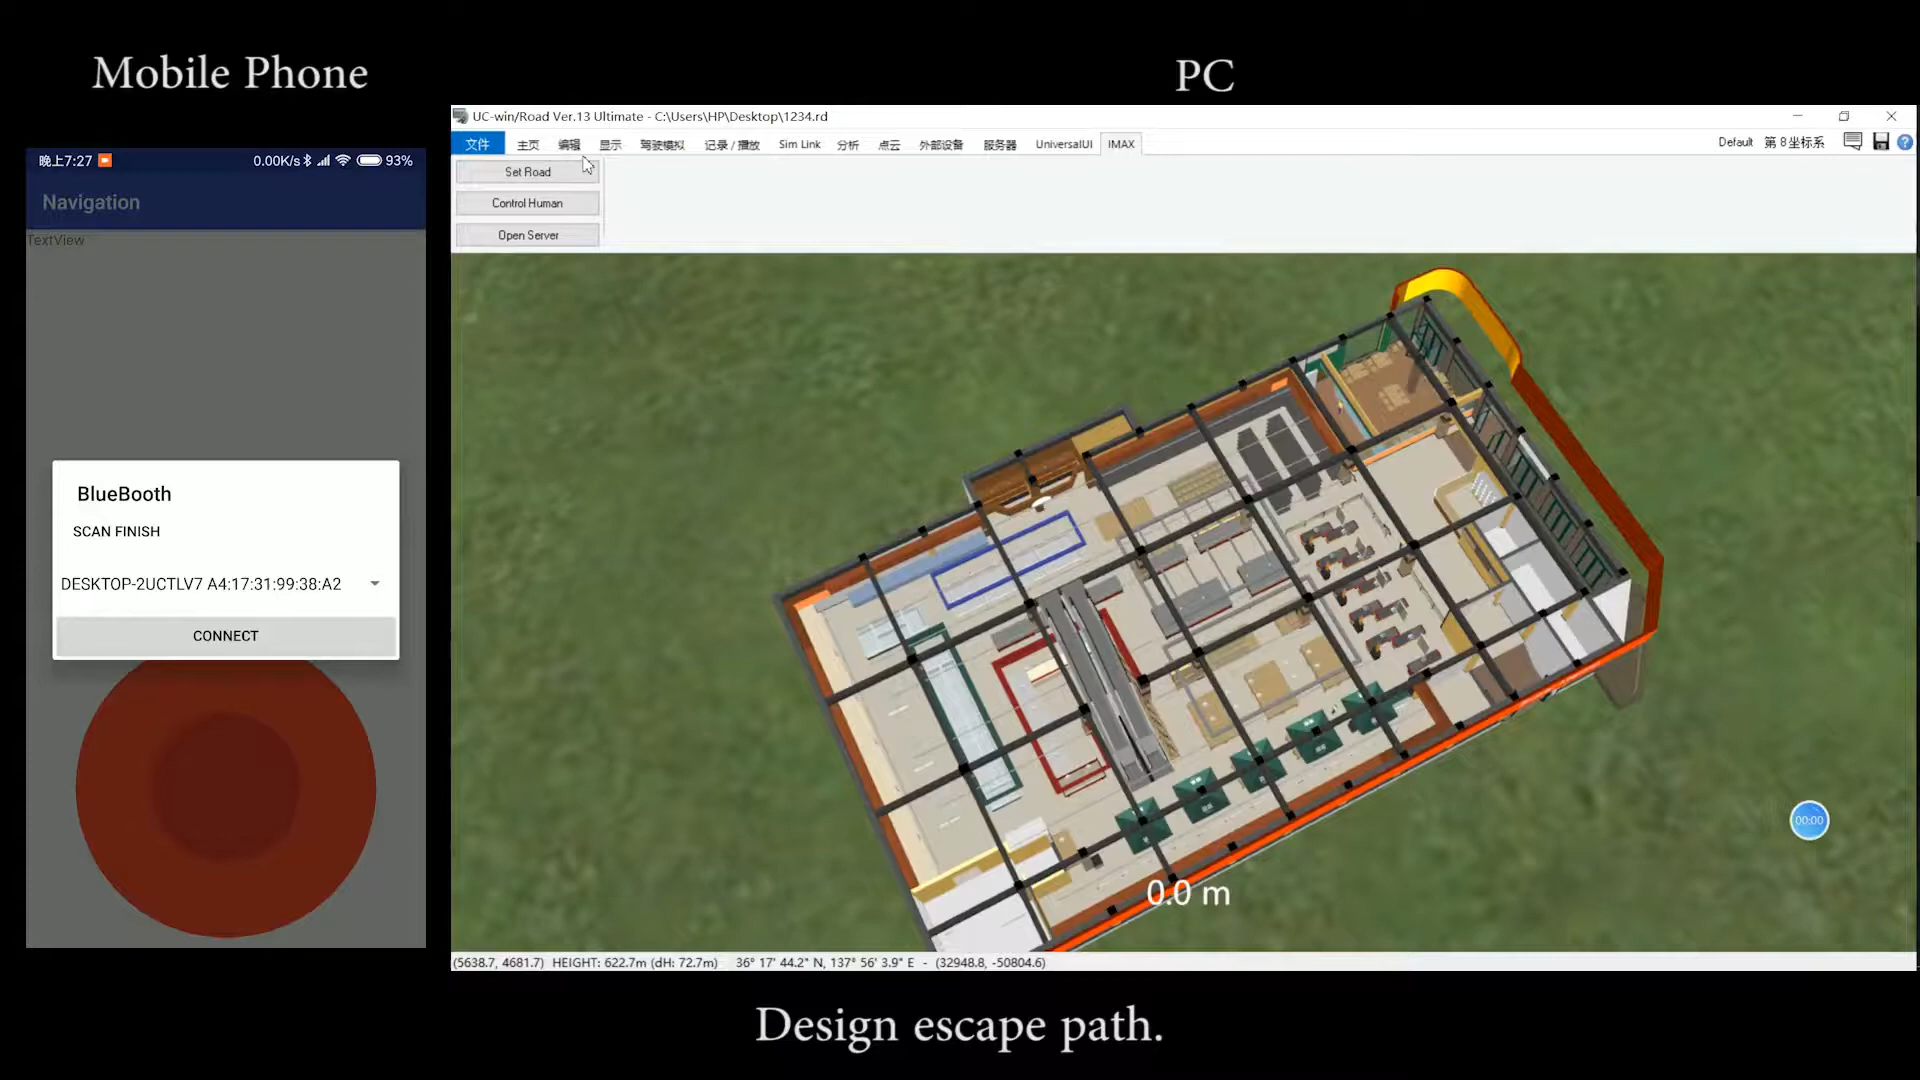 Mobile Phone
PC
晚上7:27 0.00K/s 93%
Navigation
TextView
BlueBooth
SCAN FINISH
DESKTOP-2UCTLV7 A4:17:31:99:38:A2
CONNECT
UC-win/Road Ver.13 Ultimate - C:\Users\HP\Desktop\1234.rd
文件 主页 编辑 显示 驾驶模拟 记录 / 播放 Sim Link 分析 点云 外部设备 服务器 UniversalUI IMAX Default 第 8 坐标系
Set Road
Control Human
Open Server
00:00
0.0 m
(5638.7, 4681.7) HEIGHT: 622.7m (dH: 72.7m) 36° 17' 44.2" N, 137° 56' 3.9" E - (32948.8, -50804.6)
Design escape path.